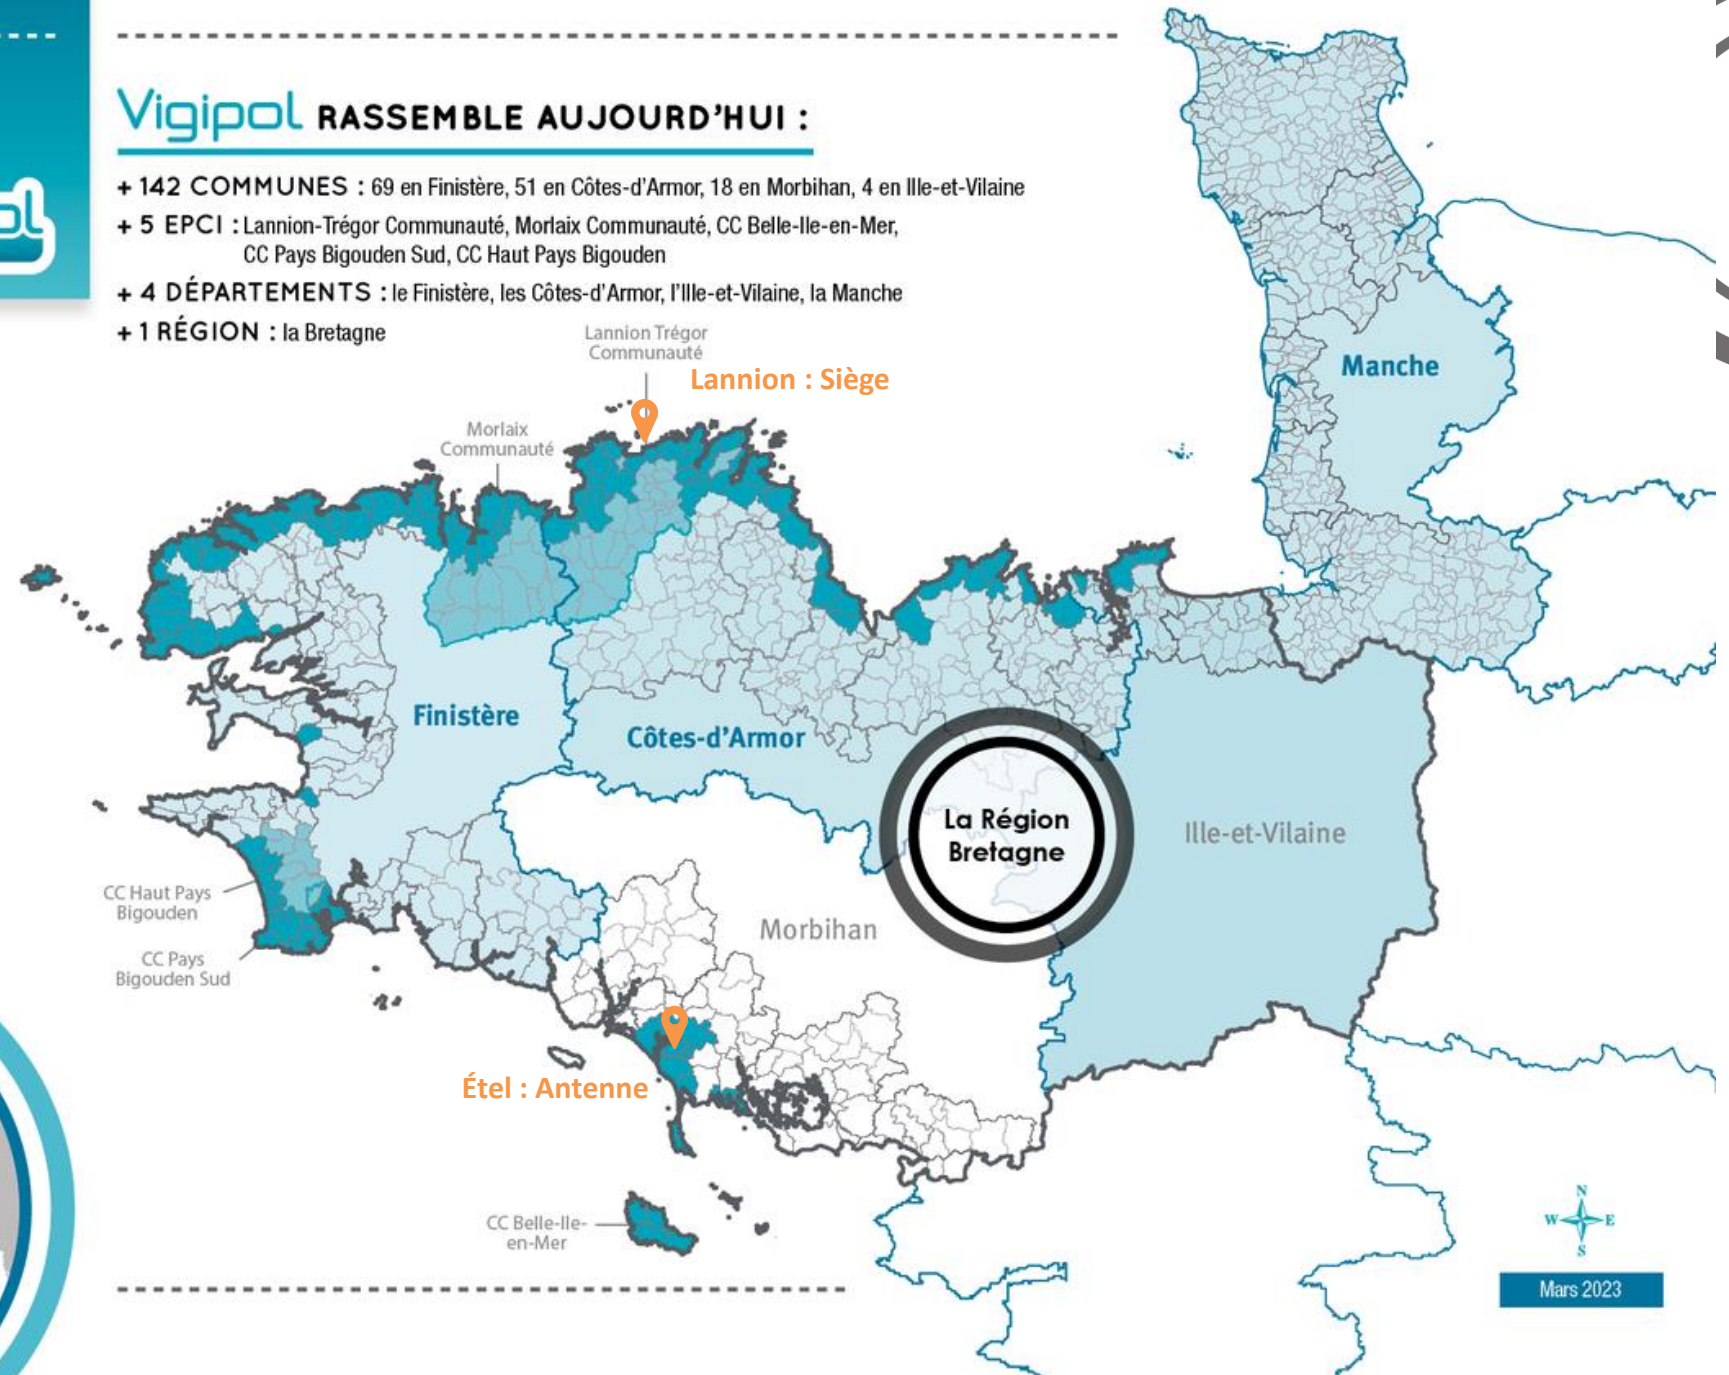 ol
Vigipol RASSEMBLE AUJOURD'HUI :
+ 142 COMMUNES : 69 en Finistère, 51 en Côtes-d'Armor, 18 en Morbihan, 4 en Ille-et-Vilaine
+ 5 EPCI : Lannion-Trégor Communauté, Morlaix Communauté, CC Belle-Ile-en-Mer,
CC Pays Bigouden Sud, CC Haut Pays Bigouden
+ 4 DÉPARTEMENTS : le Finistère, les Côtes-d'Armor, l'Ille-et-Vilaine, la Manche
+ 1 RÉGION : la Bretagne
Lannion Trégor
Communauté
Lannion : Siège
Manche
Morlaix
Communauté
Finistère
Côtes-d'Armor
La Région
Bretagne
Ille-et-Vilaine
CC Haut Pays
Bigouden
Morbihan
CC Pays
Bigouden Sud
Étel : Antenne
CC Belle-Ile-
en-Mer
N
W E
S
Mars 2023